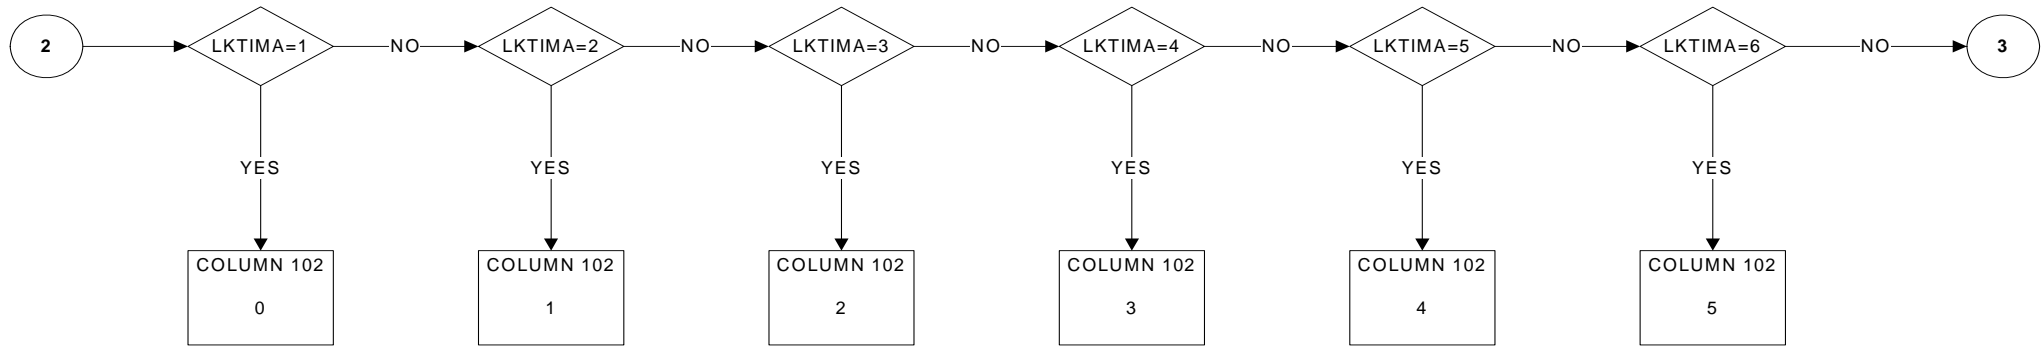 2
LKTIMA=1
NO
LKTIMA=2
NO
LKTIMA=3
NO
LKTIMA=4
NO
LKTIMA=5
NO
LKTIMA=6
NO
3
YES
YES
YES
YES
YES
YES
COLUMN 102
0
COLUMN 102
1
COLUMN 102
2
COLUMN 102
3
COLUMN 102
4
COLUMN 102
5